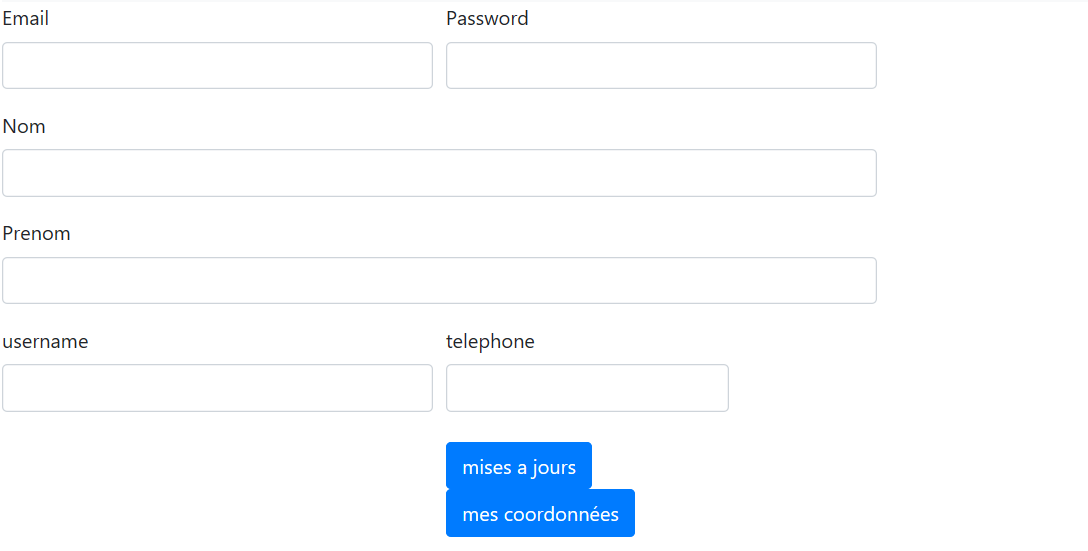 Email Password
Nom
Prenom
username telephone
mises a jours
mes coordonnées